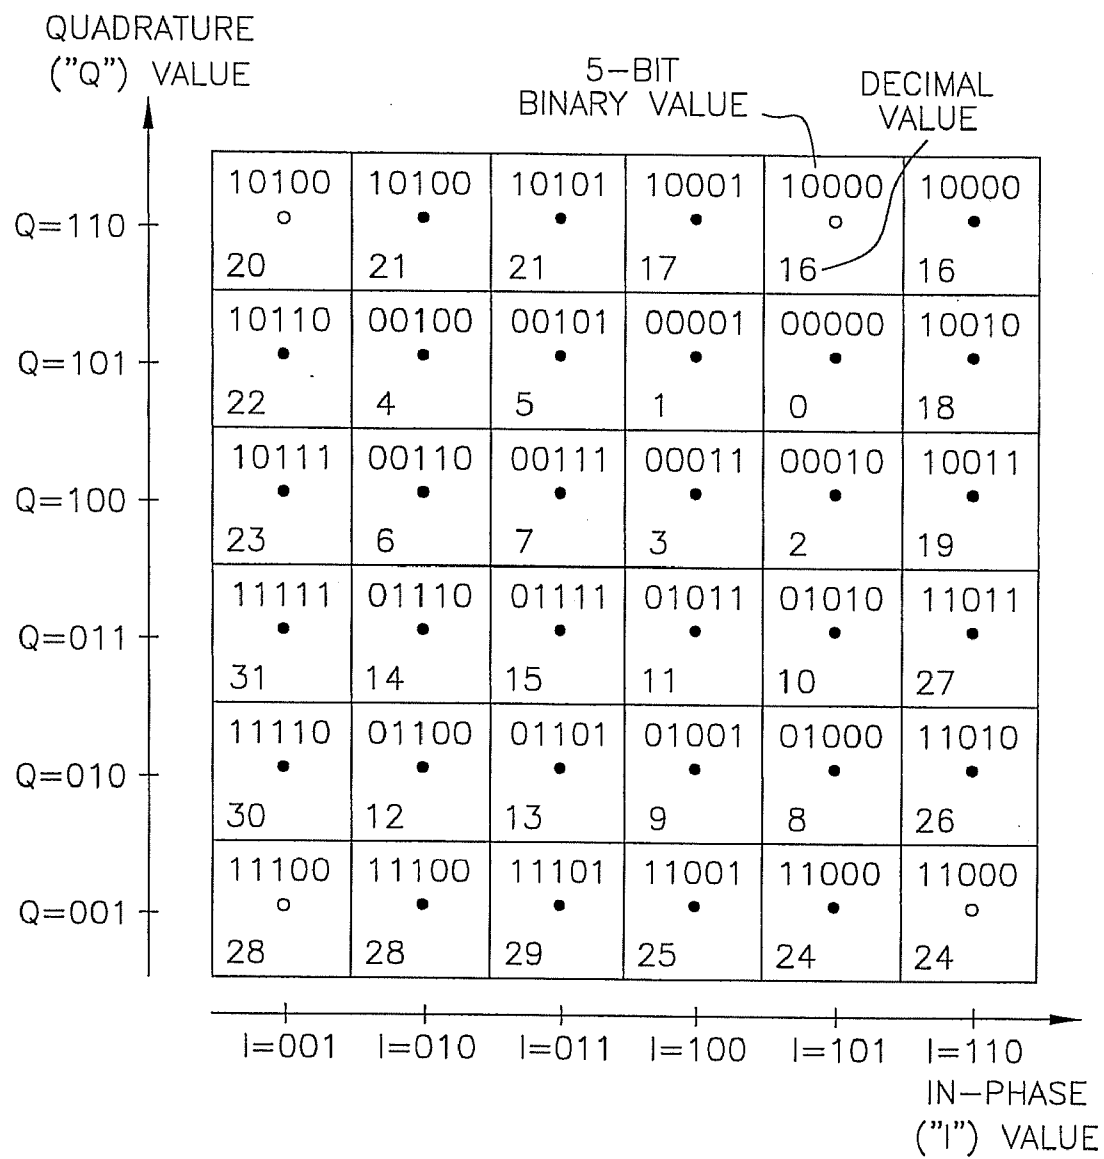 QUADRATURE
("Q") VALUE
5-BIT
BINARY VALUE
DECIMAL
VALUE
10100 10100 10101 10001 10000 10000
Q=110
20 21 21 17 16 16
10110 00100 00101 00001 00000 10010
Q=101
22 4 5 1 0 18
10111 00110 00111 00011 00010 10011
Q=100
23 6 7 3 2 19
11111 01110 01111 01011 01010 11011
Q=011
31 14 15 11 10 27
11110 01100 01101 01001 01000 11010
Q=010
30 12 13 9 8 26
11100 11100 11101 11001 11000 11000
Q=001
28 28 29 25 24 24
I=001 I=010 I=011 I=100 I=101 I=110
IN-PHASE
("I") VALUE